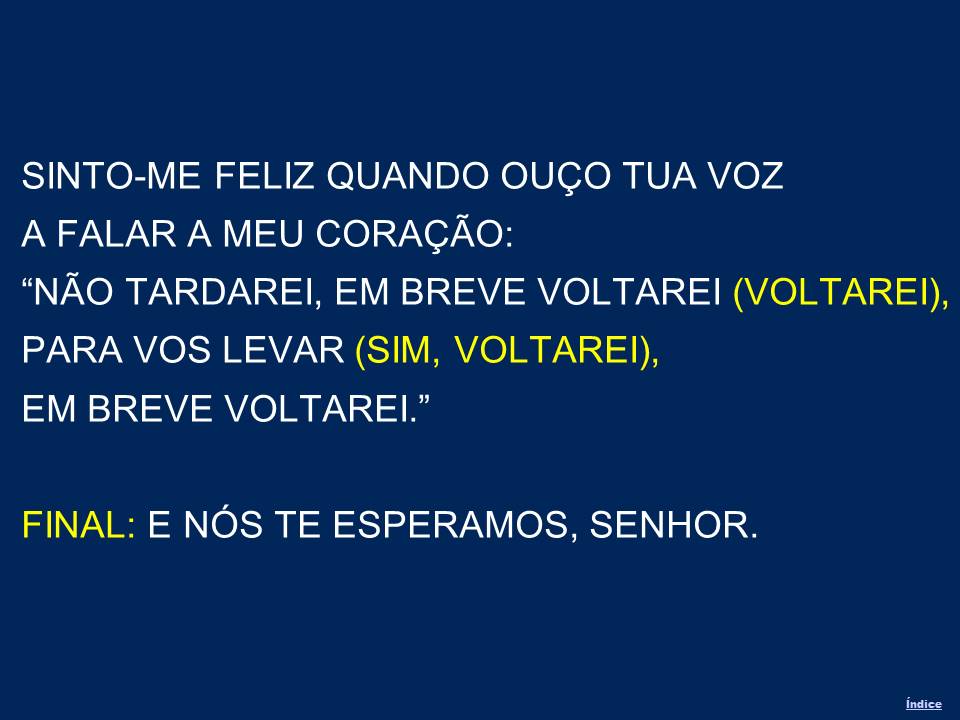 SINTO-ME FELIZ QUANDO OUÇO TUA VOZ
A FALAR A MEU CORAÇÃO:
“NÃO TARDAREI, EM BREVE VOLTAREI (VOLTAREI),
PARA VOS LEVAR (SIM, VOLTAREI),
EM BREVE VOLTAREI.”
FINAL: E NÓS TE ESPERAMOS, SENHOR.
Índice